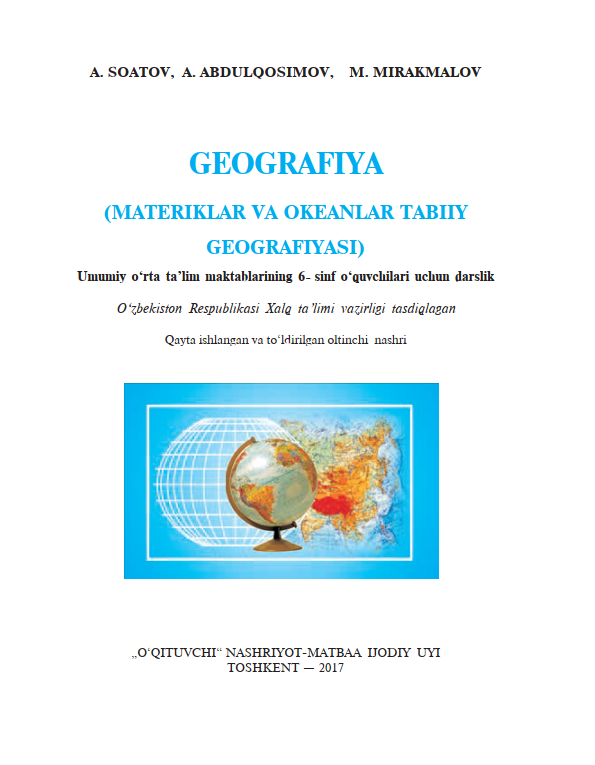 A. SOATOV, A. ABDULQOSIMOV, M. MIRAKMALOV
GEOGRAFIYA
(MATERIKLAR VA OKEANLAR TABIIY
GEOGRAFIYASI)
Umumiy o‘rta ta’lim maktablarining 6- sinf o‘quvchilari uchun darslik
O‘zbekiston Respublikasi Xalq ta’limi vazirligi tasdiqlagan
Qayta ishlangan va to‘ldirilgan oltinchi nashri
„O‘QITUVCHI“ NASHRIYOT-MATBAA IJODIY UYI
TOSHKENT — 2017